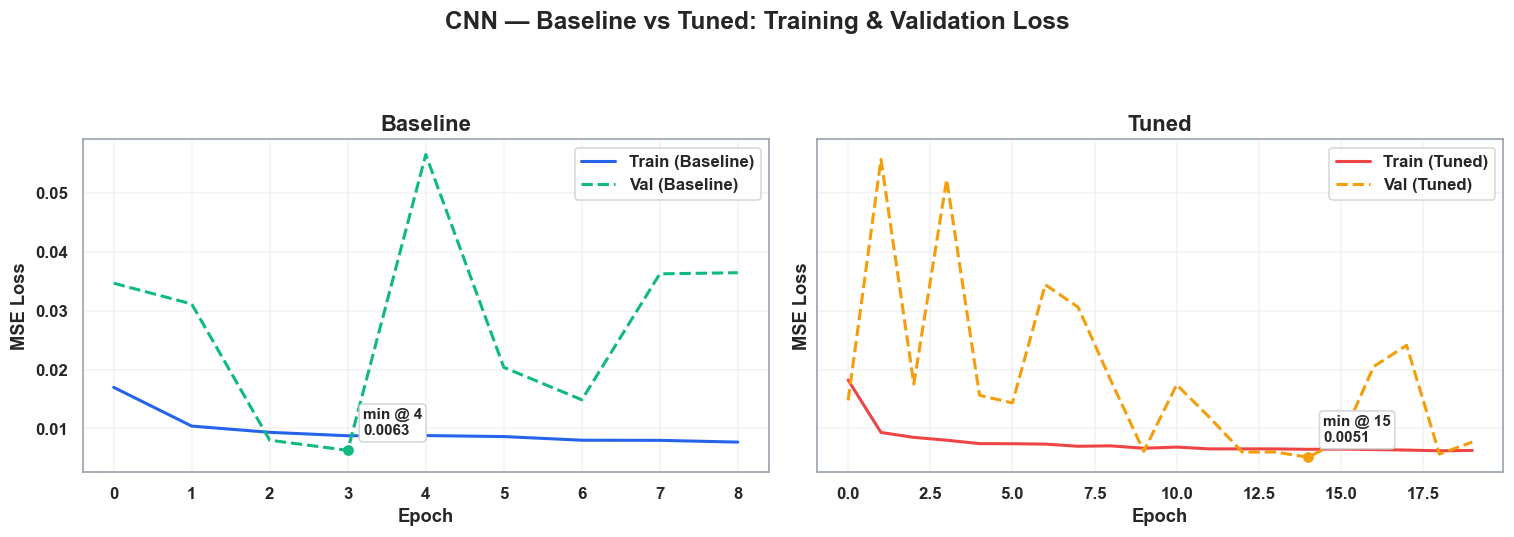 CNN — Baseline vs Tuned: Training & Validation Loss
Baseline
MSE Loss
0.05
0.04
0.03
0.02
0.01
Train (Baseline)
Val (Baseline)
min @ 4
0.0063
0 1 2 3 4 5 6 7 8
Epoch
Tuned
MSE Loss
Train (Tuned)
Val (Tuned)
min @ 15
0.0051
0.0 2.5 5.0 7.5 10.0 12.5 15.0 17.5
Epoch